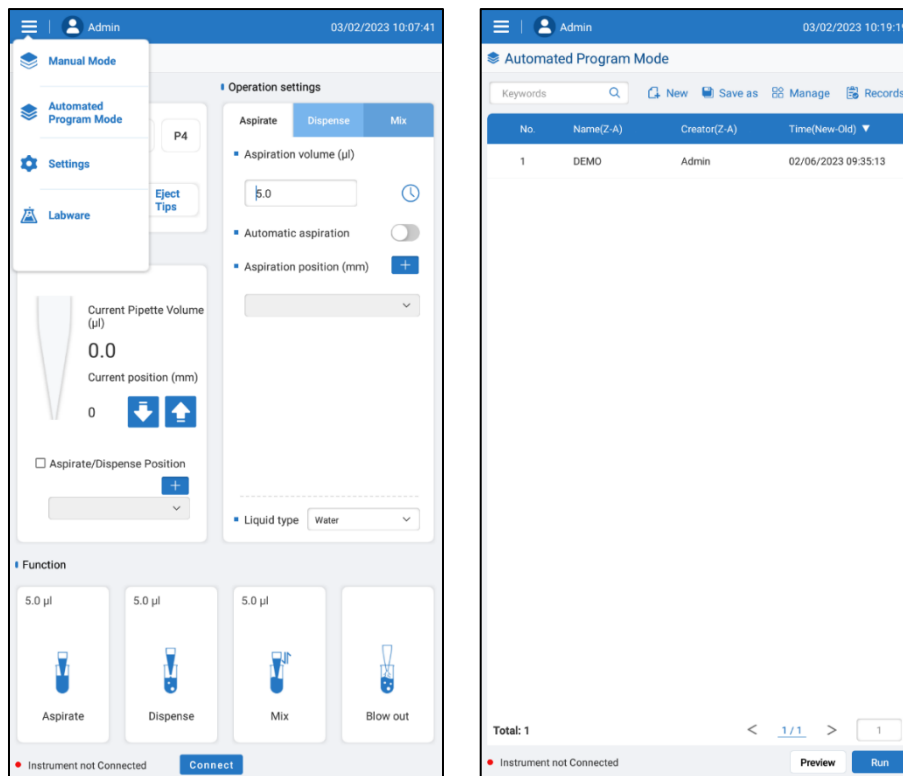 Admin
03/02/2023 10:07:41
Manual Mode
Automated
Program Mode
Settings
Labware
P4
Eject
Tips
Operation settings
Aspirate
Dispense
Mix
Aspiration volume (µl)
5.0
Automatic aspiration
Aspiration position (mm)
Current Pipette Volume
(µl)
0.0
Current position (mm)
0
Aspirate/Dispense Position
Liquid type
Water
Function
5.0 µl
5.0 µl
5.0 µl
Aspirate
Dispense
Mix
Blow out
Instrument not Connected
Connect
Admin
03/02/2023 10:19:19
Automated Program Mode
Keywords
New
Save as
Manage
Records
No.
Name(Z-A)
Creator(Z-A)
Time(New-Old) ▼
1
DEMO
Admin
02/06/2023 09:35:13
Total: 1
<
1/1
>
1
Instrument not Connected
Preview
Run